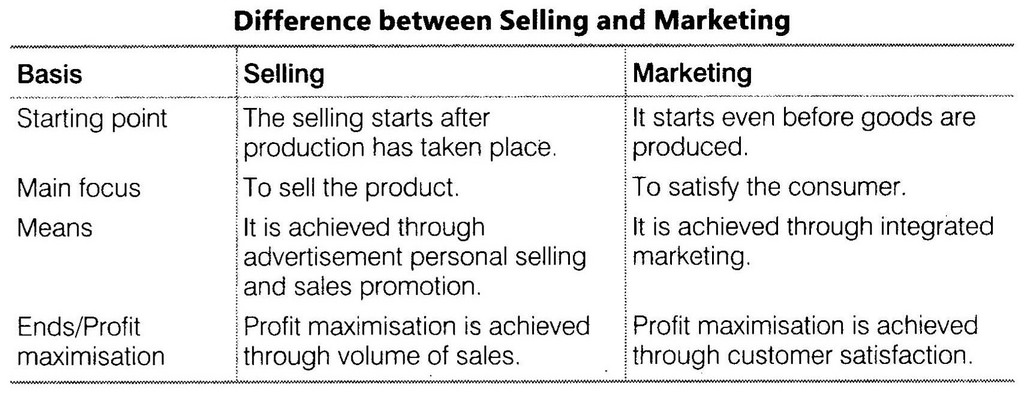 Difference between Selling and Marketing
Basis Selling Marketing
Starting point The selling starts after It starts even before goods are
production has taken place. produced.
Main focus To sell the product. To satisfy the consumer.
Means It is achieved through It is achieved through integrated
advertisement personal selling marketing.
and sales promotion.
Ends/Profit Profit maximisation is achieved Profit maximisation is achieved
maximisation through volume of sales. through customer satisfaction.